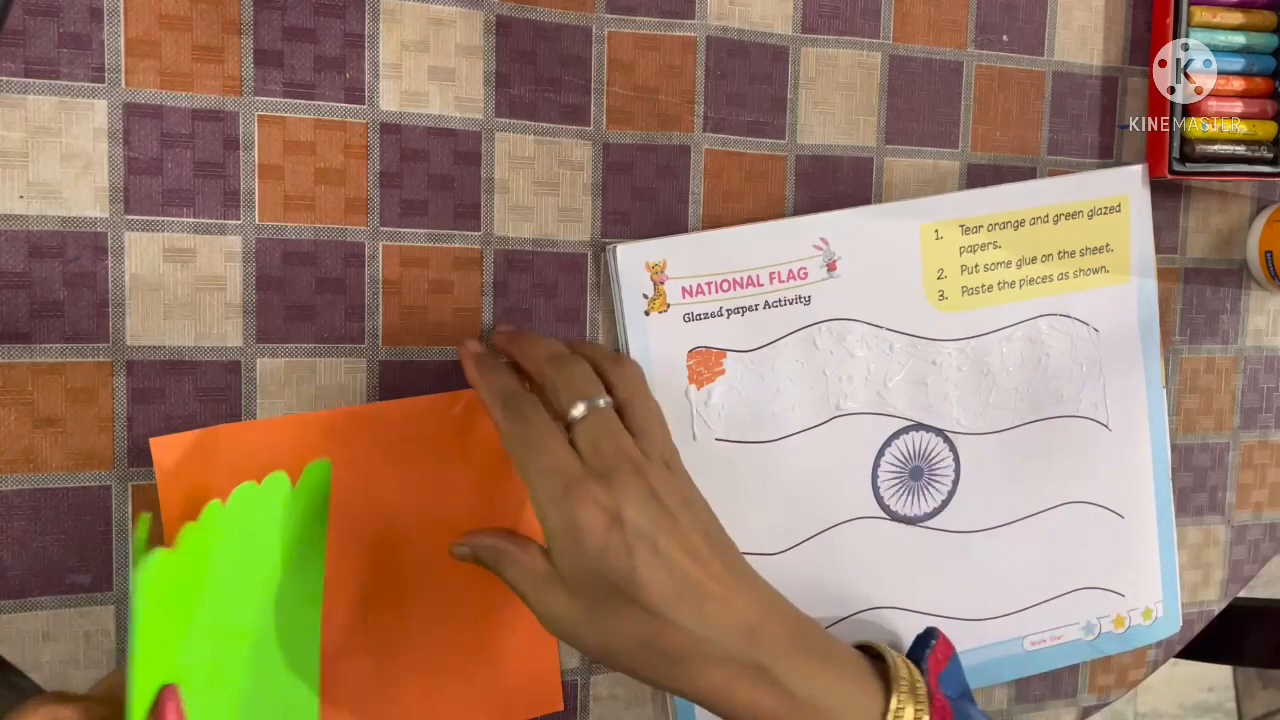 K
KINEMASTER
NATIONAL FLAG
Glazed paper Activity
1. Tear orange and green glazed
papers.
2. Put some glue on the sheet.
3. Paste the pieces as shown.